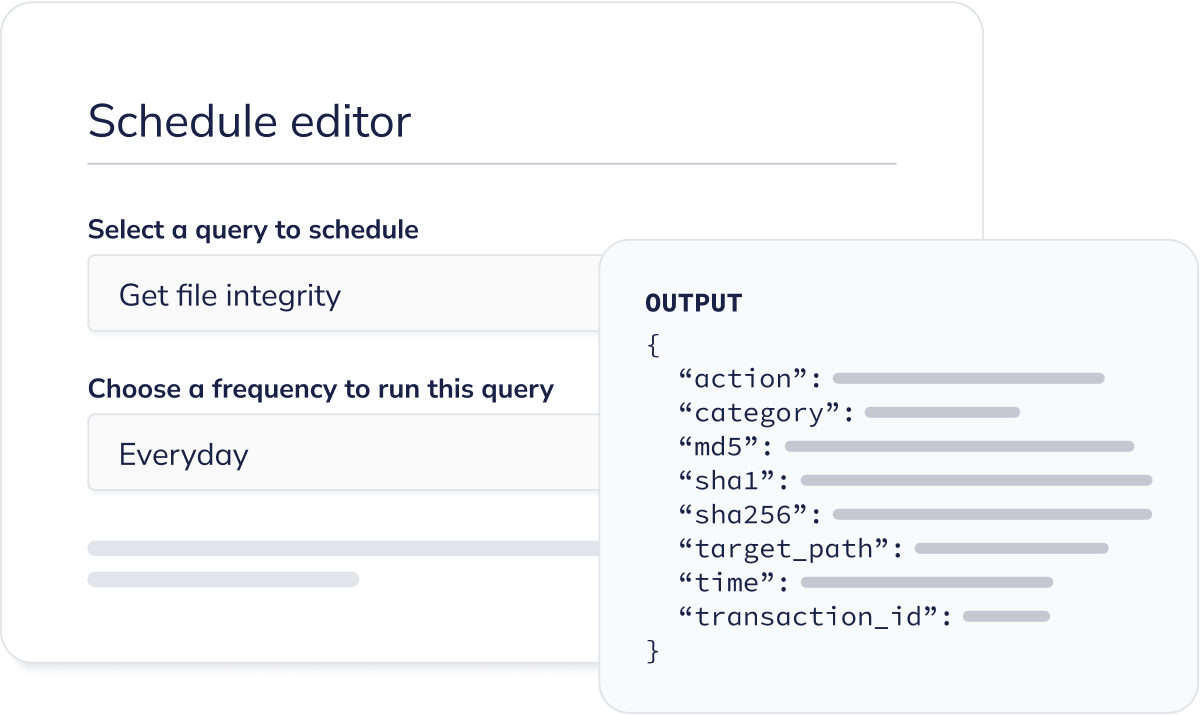 Schedule editor
Select a query to schedule
Get file integrity
Choose a frequency to run this query
Everyday
OUTPUT
{
“action”:
“category”:
“md5”:
“sha1”:
“sha256”:
“target_path”:
“time”:
“transaction_id”:
}